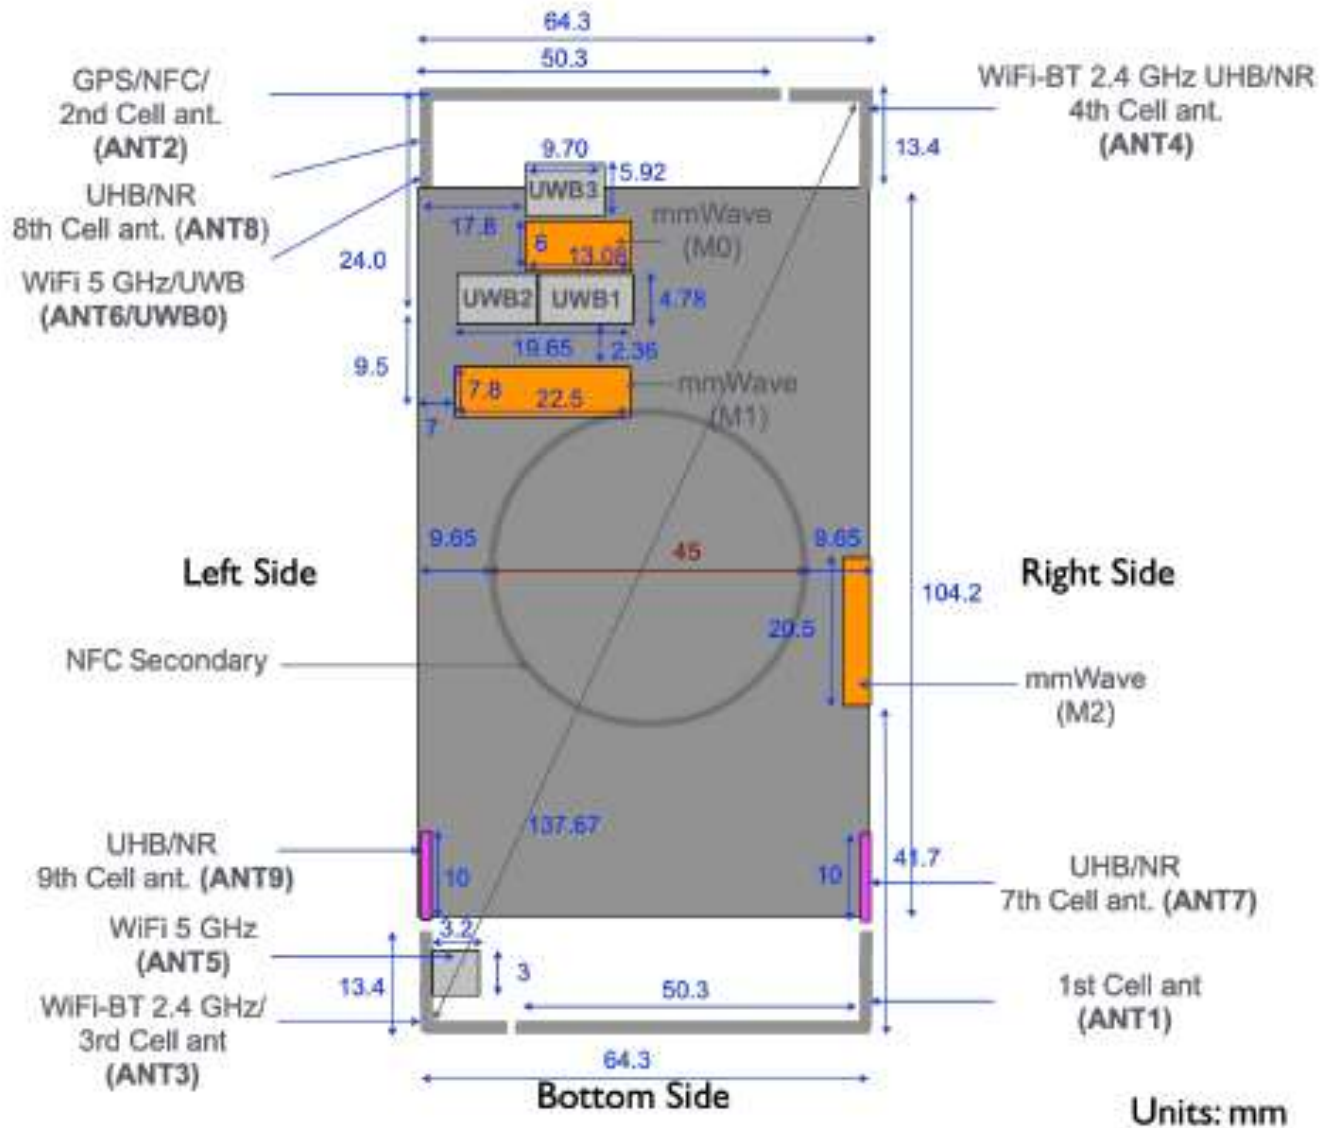 64.3
50.3
GPS/NFC/
2nd Cell ant.
(ANT2)
WiFi-BT 2.4 GHz UHB/NR
4th Cell ant.
(ANT4)
13.4
9.70
5.92
UWB3
UHB/NR
8th Cell ant. (ANT8)
17.8
mmWave
(M0)
6
13.08
24.0
WiFi 5 GHz/UWB
(ANT6/UWB0)
UWB2
UWB1
4.78
19.65
2.36
9.5
7.8
22.5
mmWave
(M1)
7
9.65
45
9.65
Left Side
Right Side
104.2
20.5
NFC Secondary
mmWave
(M2)
137.67
UHB/NR
9th Cell ant. (ANT9)
10
10
41.7
UHB/NR
7th Cell ant. (ANT7)
WiFi 5 GHz
(ANT5)
3.2
3
13.4
50.3
WiFi-BT 2.4 GHz/
3rd Cell ant
(ANT3)
1st Cell ant
(ANT1)
64.3
Bottom Side
Units: mm